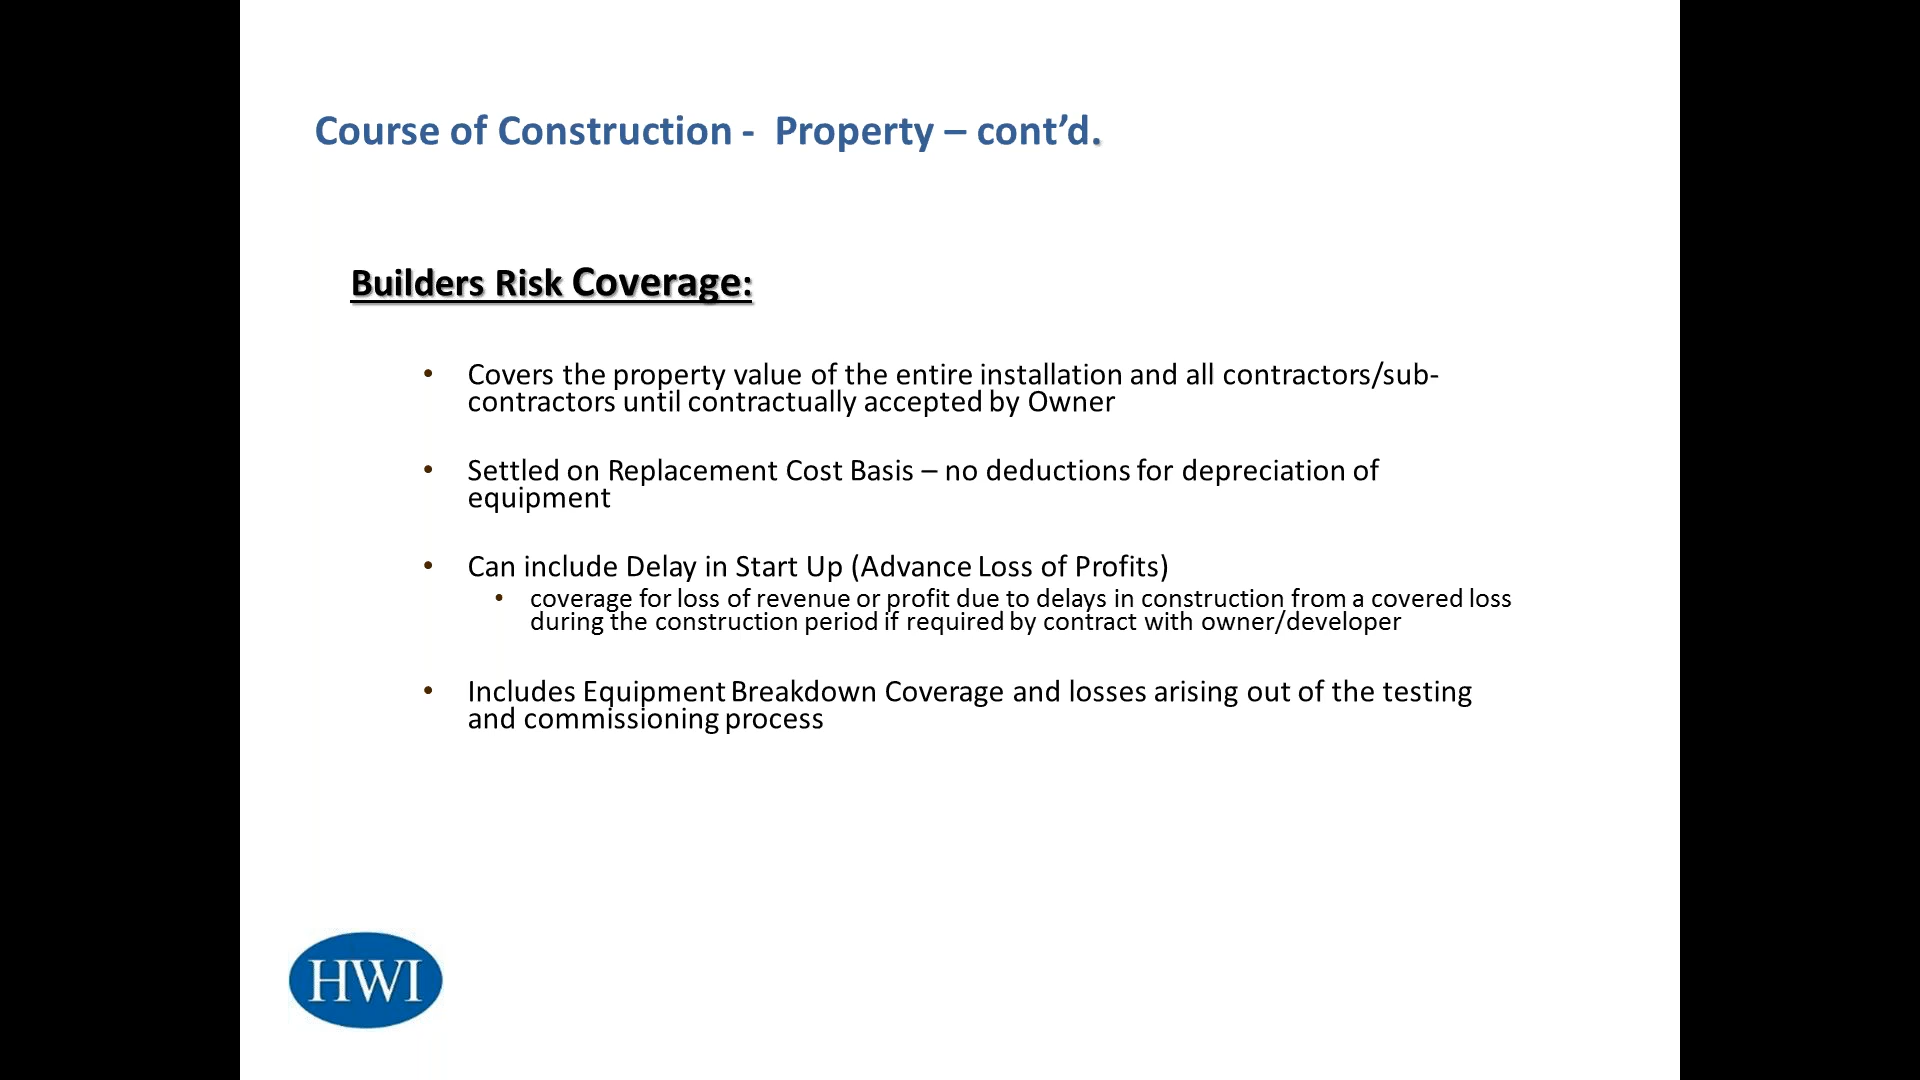 Course of Construction -  Property – cont’d.
Builders Risk Coverage:
• Covers the property value of the entire installation and all contractors/sub-
contractors until contractually accepted by Owner
• Settled on Replacement Cost Basis – no deductions for depreciation of
equipment
• Can include Delay in Start Up (Advance Loss of Profits)
• coverage for loss of revenue or profit due to delays in construction from a covered loss
during the construction period if required by contract with owner/developer
• Includes Equipment Breakdown Coverage and losses arising out of the testing
and commissioning process
HWI